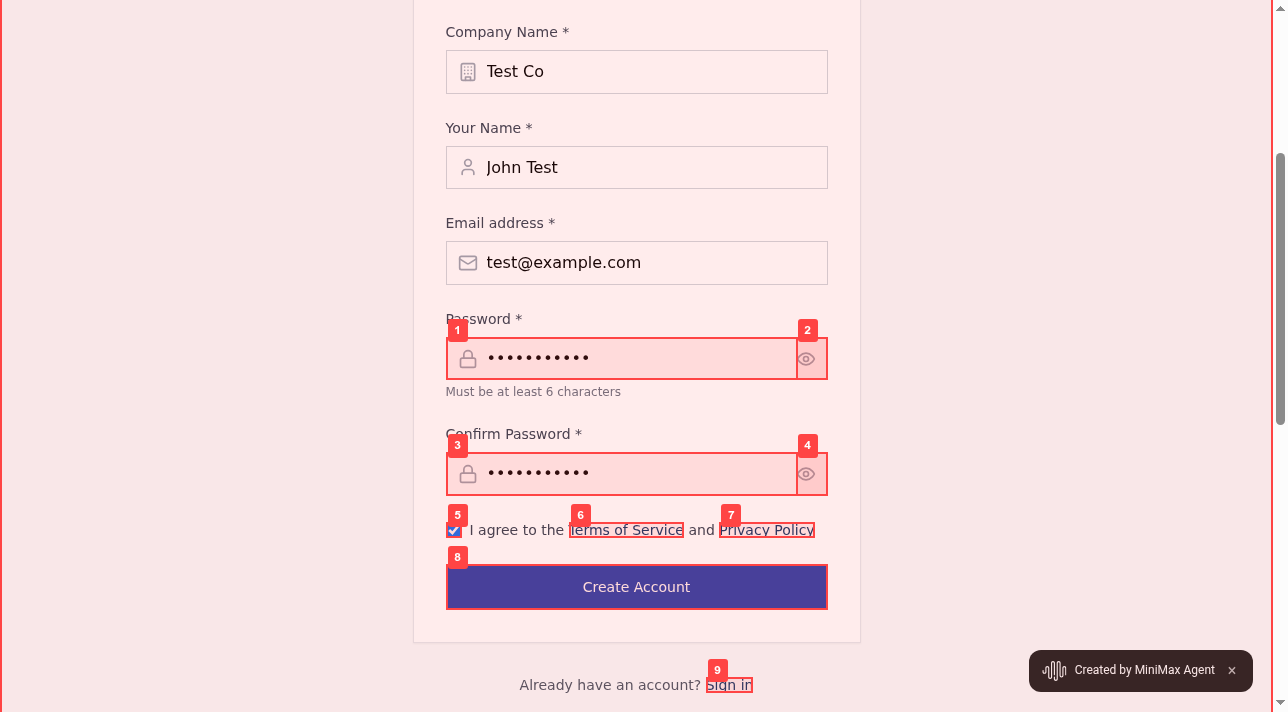 Company Name *
Test Co
Your Name *
John Test
Email address *
test@example.com
Password *
1
2
•••••••••••
Must be at least 6 characters
Confirm Password *
3
4
•••••••••••
5
6
7
I agree to the Terms of Service and Privacy Policy
8
Create Account
9
Already have an account? Sign in
Created by MiniMax Agent ×